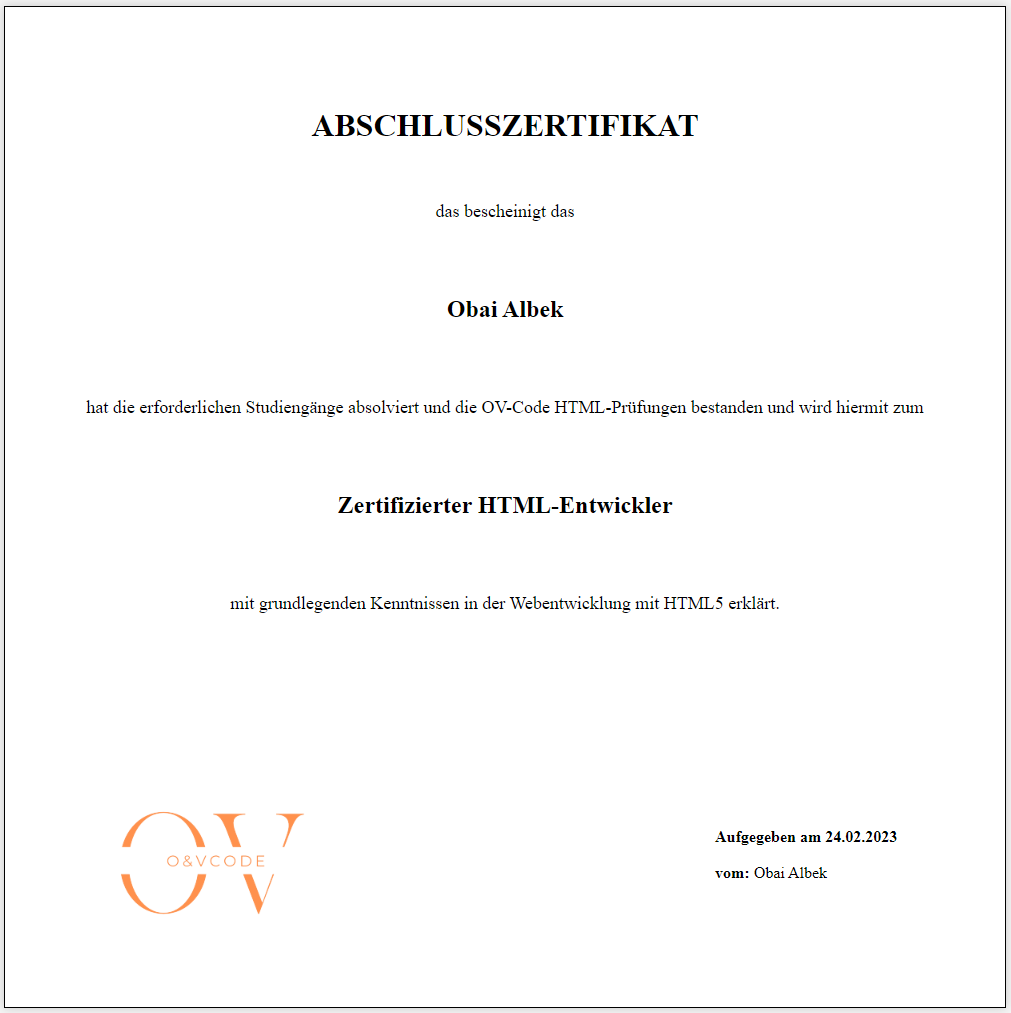 ABSCHLUSSZERTIFIKAT
das bescheinigt das
Obai Albek
hat die erforderlichen Studiengänge absolviert und die OV-Code HTML-Prüfungen bestanden und wird hiermit zum
Zertifizierter HTML-Entwickler
mit grundlegenden Kenntnissen in der Webentwicklung mit HTML5 erklärt.
OV
O&VCODE
Aufgegeben am 24.02.2023
vom: Obai Albek